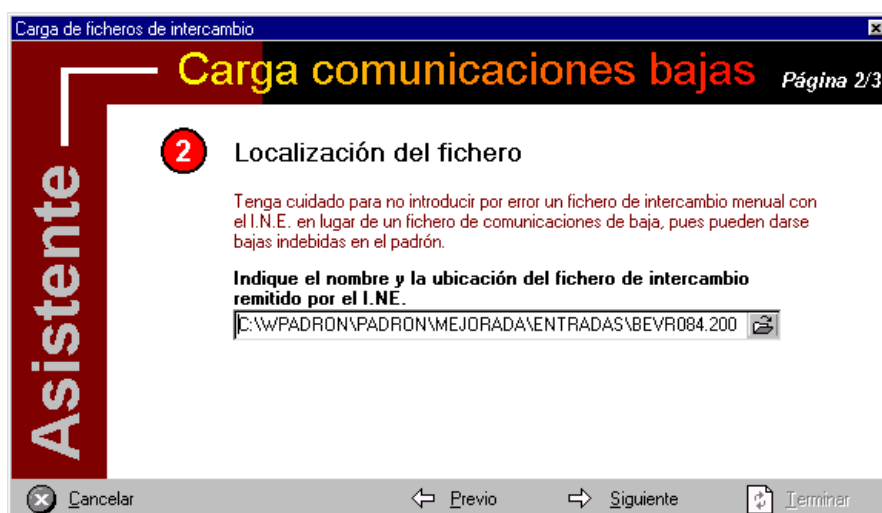 Carga de ficheros de intercambio
Carga comunicaciones bajas
Página 2/3
Asistente
2
Localización del fichero
Tenga cuidado para no introducir por error un fichero de intercambio menual con
el I.N.E. en lugar de un fichero de comunicaciones de baja, pues pueden darse
bajas indebidas en el padrón.
Indique el nombre y la ubicación del fichero de intercambio
remitido por el I.NE.
C:\WPADRON\PADRON\MEJORADA\ENTRADAS\BEVR084.200
Cancelar
Previo
Siguiente
Terminar